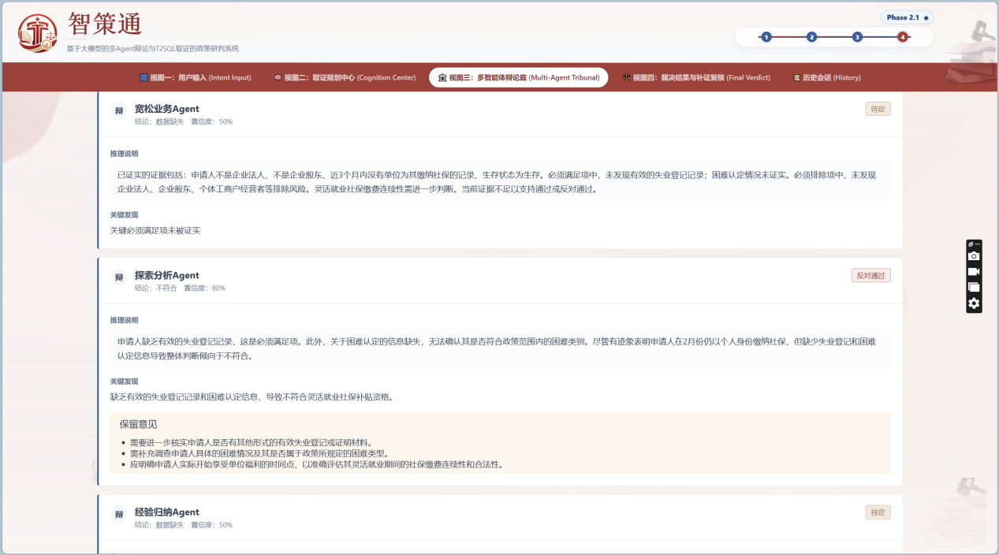 智策通
基于大模型的多Agent辩论与T2SQL取证的政策研判系统
Phase 2.1
1 2 3 4
视图一：用户输入 (Intent Input)
视图二：取证规划中心 (Cognition Center)
视图三：多智能体辩论庭 (Multi-Agent Tribunal)
视图四：裁决结果与补证复核 (Final Verdict)
历史会话 (History)
辩 宽松业务Agent
待定
结论：数据缺失 置信度：50%
推理说明
已证实的证据包括：申请人不是企业法人、不是企业股东、近3个月内没有单位为其缴纳社保的记录、生存状态为生存。必须满足项中，未发现有效的失业登记记录；困难认定情况未证实。必须排除项中，未发现
企业法人、企业股东、个体工商户经营者等排除风险。灵活就业社保缴费连续性需进一步判断。当前证据不足以支持通过或反对通过。
关键发现
关键必须满足项未被证实
辩 探索分析Agent
反对通过
结论：不符合 置信度：80%
推理说明
申请人缺乏有效的失业登记记录，这是必须满足项。此外，关于困难认定的信息缺失，无法确认其是否符合政策范围内的困难类别。尽管有迹象表明申请人在2月份仍以个人身份缴纳社保，但缺少失业登记和困难
认定信息导致整体判断倾向于不符合。
关键发现
缺乏有效的失业登记记录和困难认定信息，导致不符合灵活就业社保补贴资格。
保留意见
• 需要进一步核实申请人是否有其他形式的有效失业登记或证明材料。
• 需补充调查申请人具体的困难情况及其是否属于政策所规定的困难类型。
• 应明确申请人实际开始享受单位福利的时间点，以准确评估其灵活就业期间的社保缴费连续性和合法性。
辩 经验归纳Agent
待定
结论：数据缺失 置信度：50%